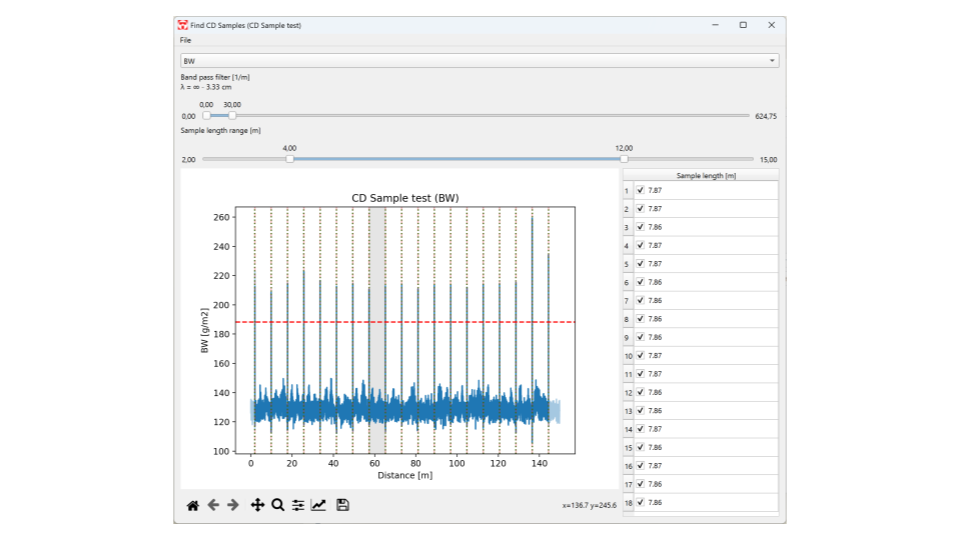 Find CD Samples (CD Sample test)
File
BW
Band pass filter [1/m]
λ = ∞ - 3.33 cm
0,00 30,00
0,00 624,75
Sample length range [m]
4,00 12,00
2,00 15,00
CD Sample test (BW)
260
240
220
200
180
160
140
120
100
BW [g/m2]
0 20 40 60 80 100 120 140
Distance [m]
x=136.7 y=245.6
Sample length [m]
1 7.87
2 7.87
3 7.86
4 7.87
5 7.87
6 7.86
7 7.86
8 7.86
9 7.86
10 7.87
11 7.87
12 7.86
13 7.86
14 7.87
15 7.86
16 7.87
17 7.86
18 7.86